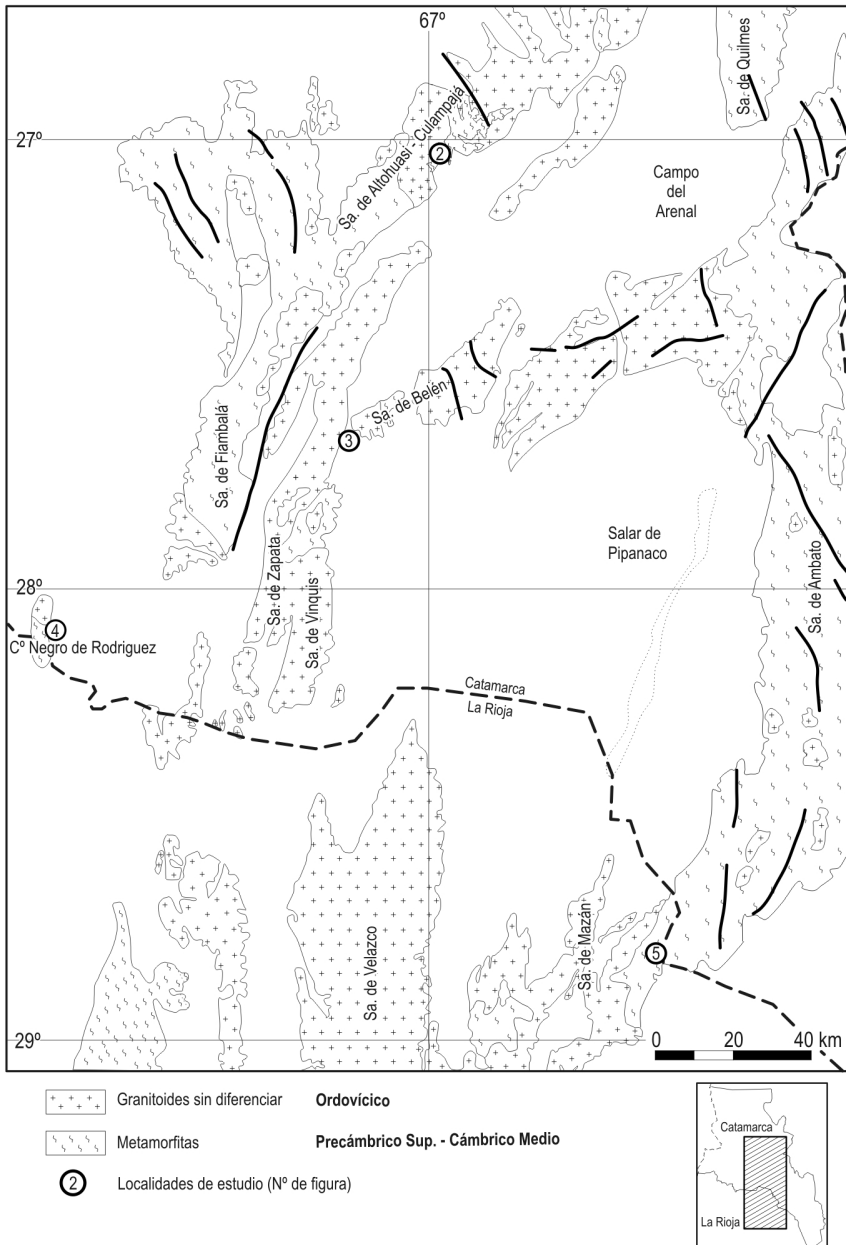 67º
Sa. de Quilmes
27º
Sa. de Altohuasi - Culampajá
2
Campo
del
Arenal
Sa. de Belén
3
Sa. de Fiambalá
Salar de
Pipanaco
Sa. de Zapata
Sa. de Vinquis
Sa. de Ambato
28º
4
Cº Negro de Rodriguez
Catamarca
La Rioja
Sa. de Velazco
Sa. de Mazán
5
29º
0 20 40 km
Granitoides sin diferenciar Ordovícico
Metamorfitas Precámbrico Sup. - Cámbrico Medio
2 Localidades de estudio (Nº de figura)
Catamarca
La Rioja